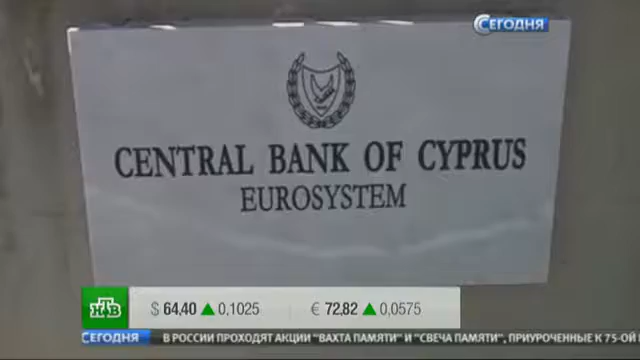 СЕГОДНЯ
CENTRAL BANK OF CYPRUS
EUROSYSTEM
НТВ $ 64,40 0,1025 € 72,82 0,0575
СЕГОДНЯ В РОССИИ ПРОХОДЯТ АКЦИИ "ВАХТА ПАМЯТИ" И "СВЕЧА ПАМЯТИ", ПРИУРОЧЕННЫЕ К 75-ОЙ